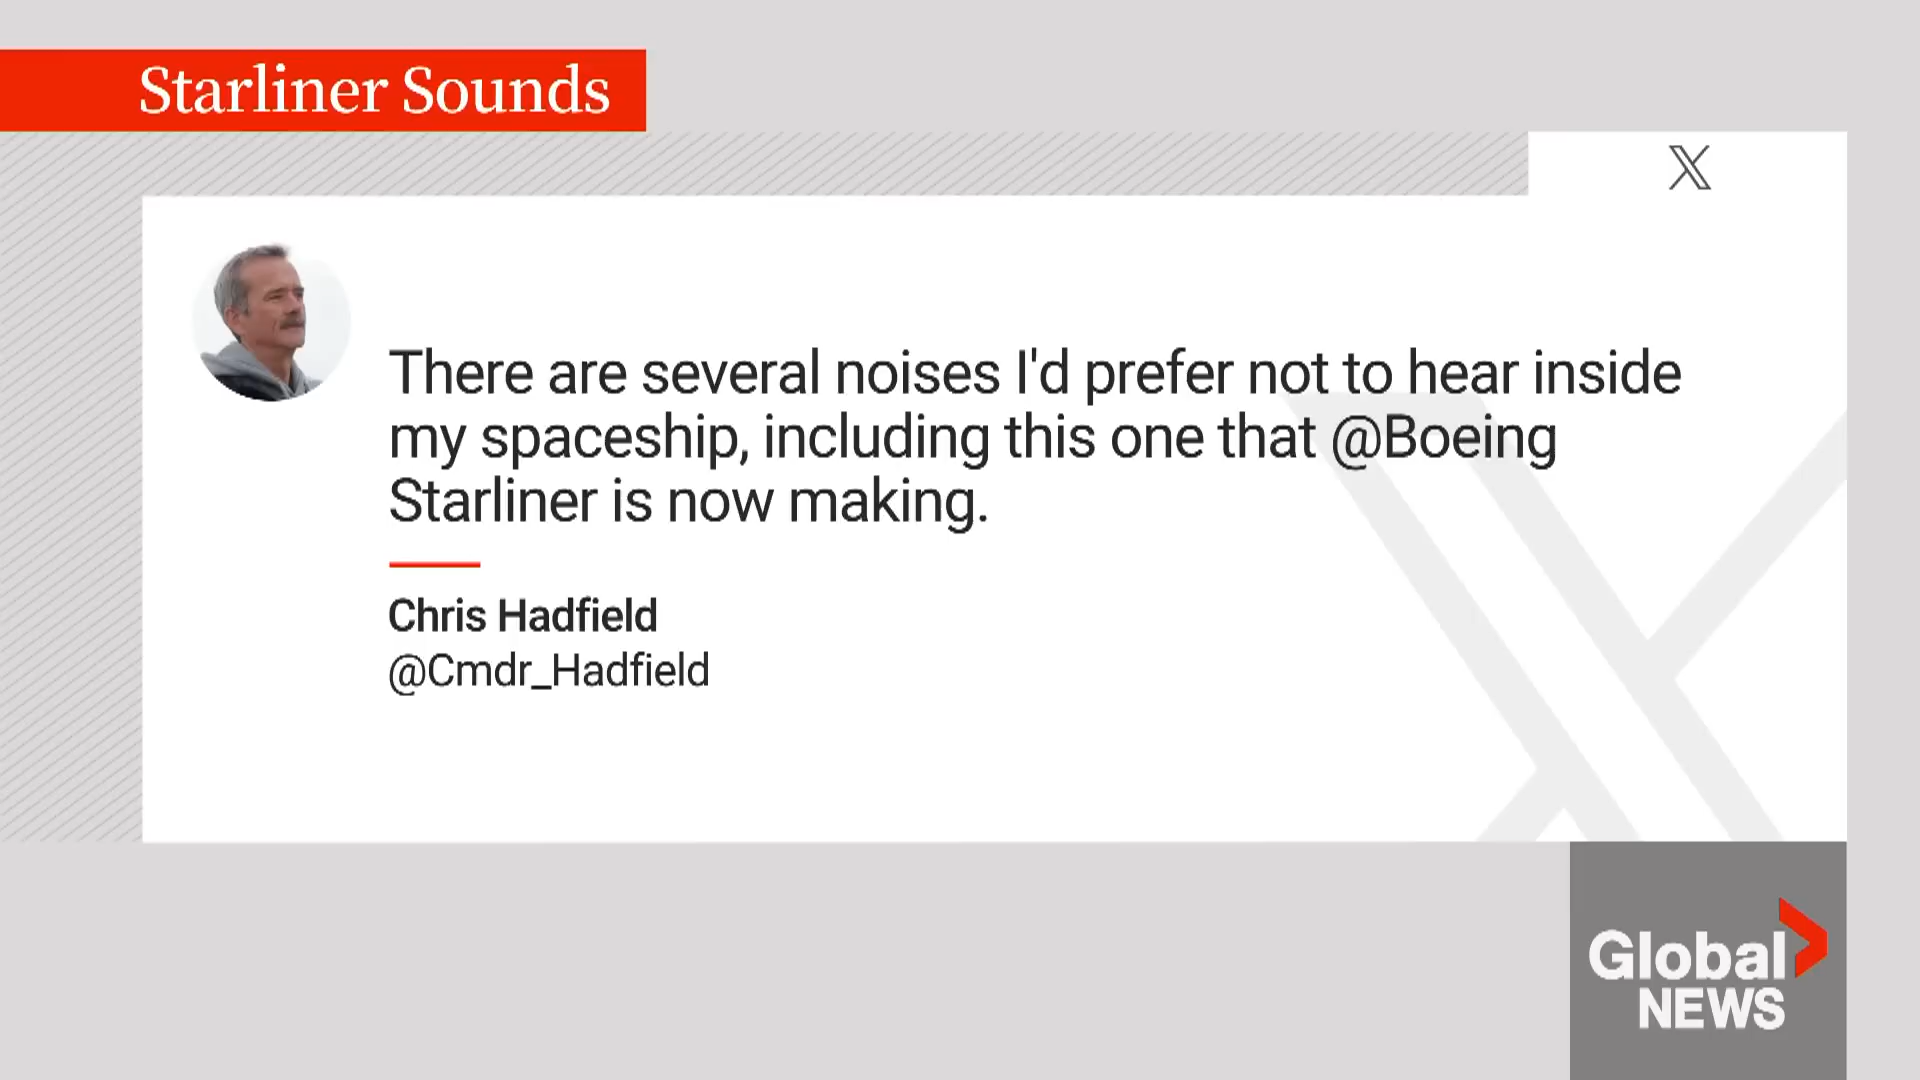 Starliner Sounds
There are several noises I'd prefer not to hear inside
my spaceship, including this one that @Boeing
Starliner is now making.
Chris Hadfield
@Cmdr_Hadfield
Global
NEWS